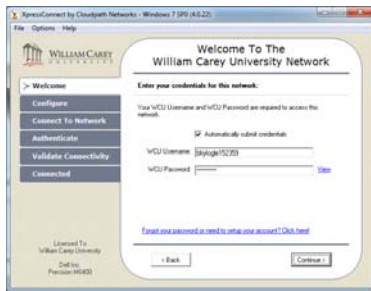 XpressConnect by Cloudpath Networks - Windows 7 SP0 (4.0.22)
File Options Help
WILLIAM CAREY
UNIVERSITY
Welcome To The
William Carey University Network
> Welcome
Configure
Connect To Network
Authenticate
Validate Connectivity
Connected
Enter your credentials for this network:
Your WCU Username and WCU Password are required to access this
network.
Automatically submit credentials
WCU Username:
WCU Password:
View
Forgot your password or need to setup your account? Click here!
Licensed To
William Carey University
Dell Inc.
Precision M6400
< Back
Continue >